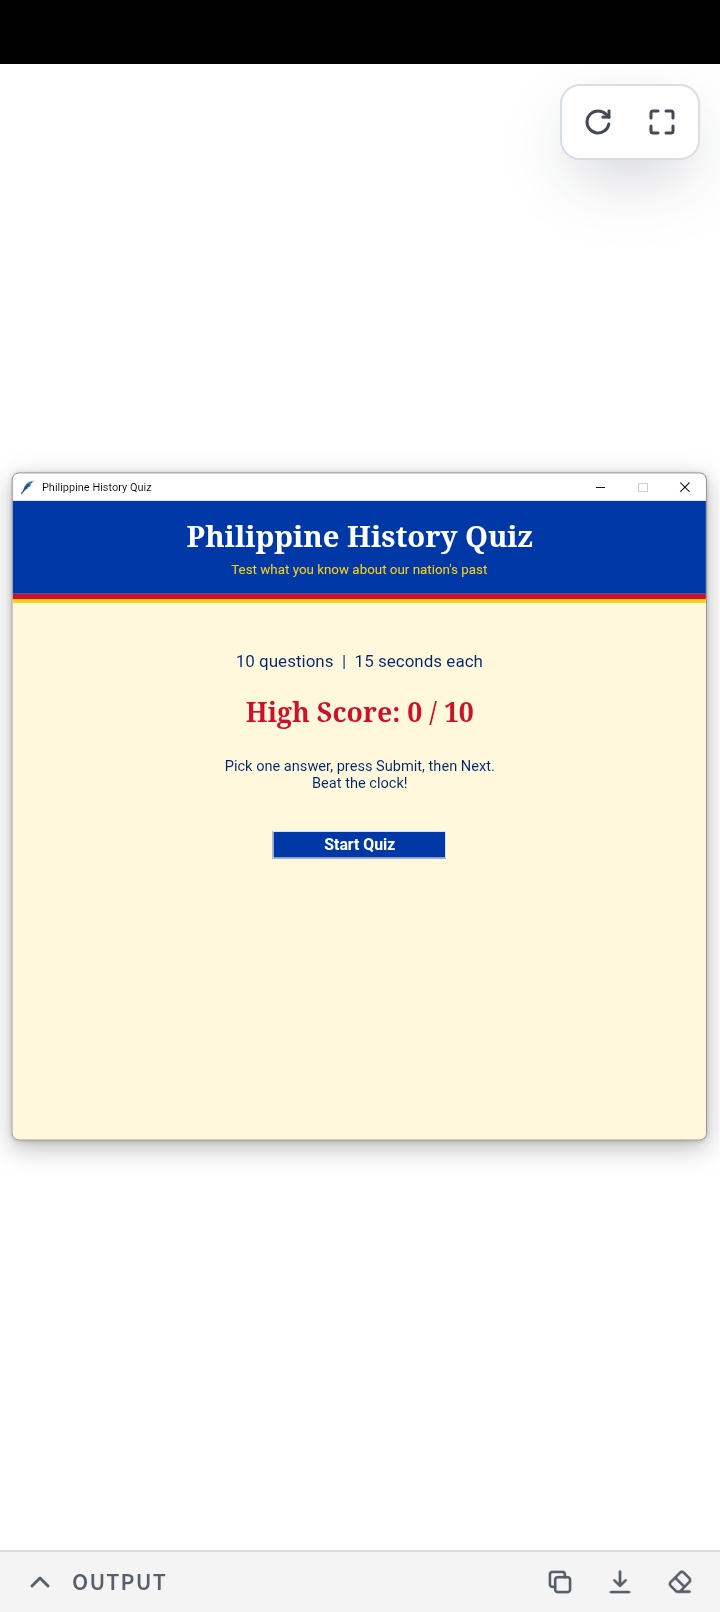 Philippine History Quiz
Philippine History Quiz
Test what you know about our nation's past
10 questions | 15 seconds each
High Score: 0 / 10
Pick one answer, press Submit, then Next.
Beat the clock!
Start Quiz
OUTPUT